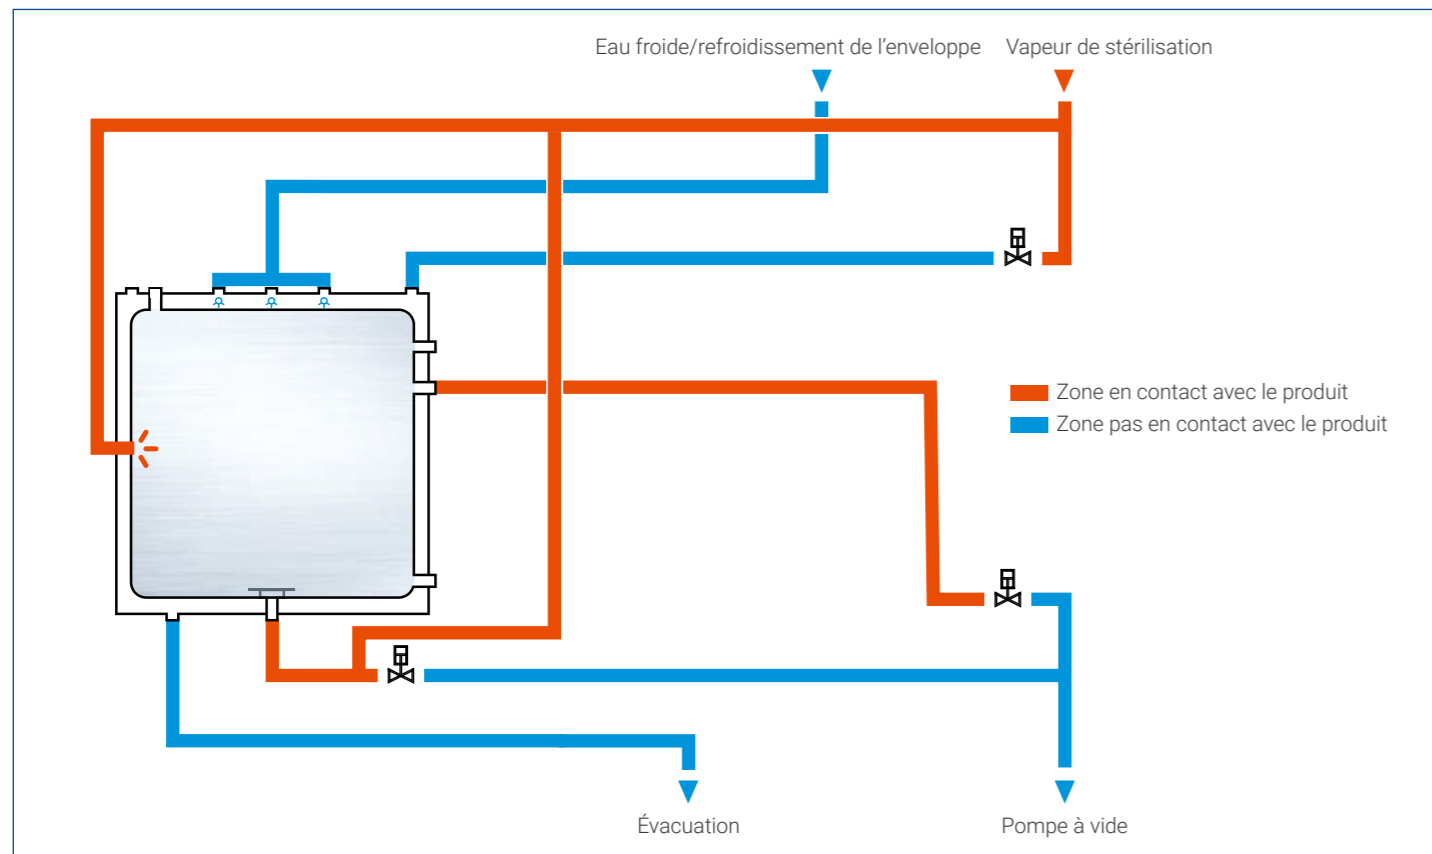 Eau froide/refroidissement de l’enveloppe
Vapeur de stérilisation
Zone en contact avec le produit
Zone pas en contact avec le produit
Évacuation
Pompe à vide